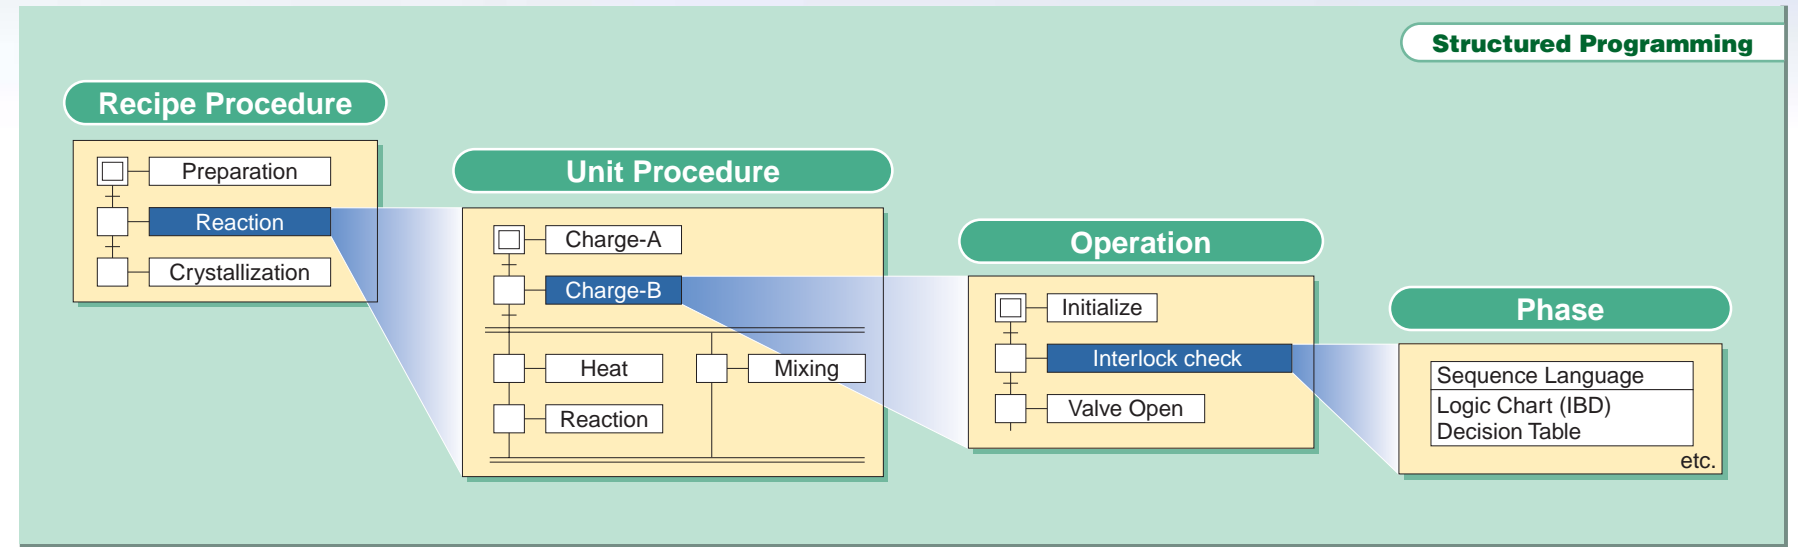 Structured Programming
Recipe Procedure
Preparation
Reaction
Crystallization
Unit Procedure
Charge-A
Charge-B
Heat
Mixing
Reaction
Operation
Initialize
Interlock check
Valve Open
Phase
Sequence Language
Logic Chart (IBD)
Decision Table
etc.